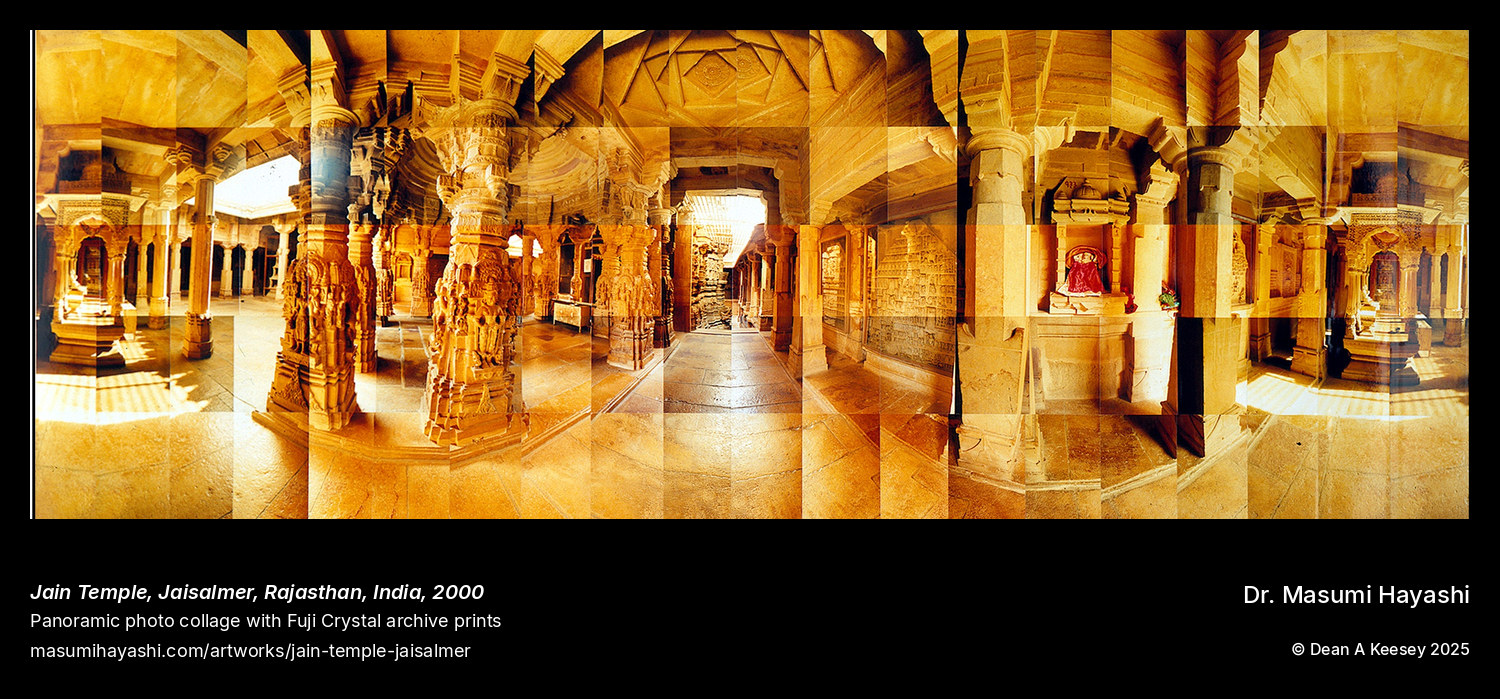 Jain Temple, Jaisalmer, Rajasthan, India, 2000
Panoramic photo collage with Fuji Crystal archive prints
masumihayashi.com/artworks/jain-temple-jaisalmer
Dr. Masumi Hayashi
© Dean A Keesey 2025